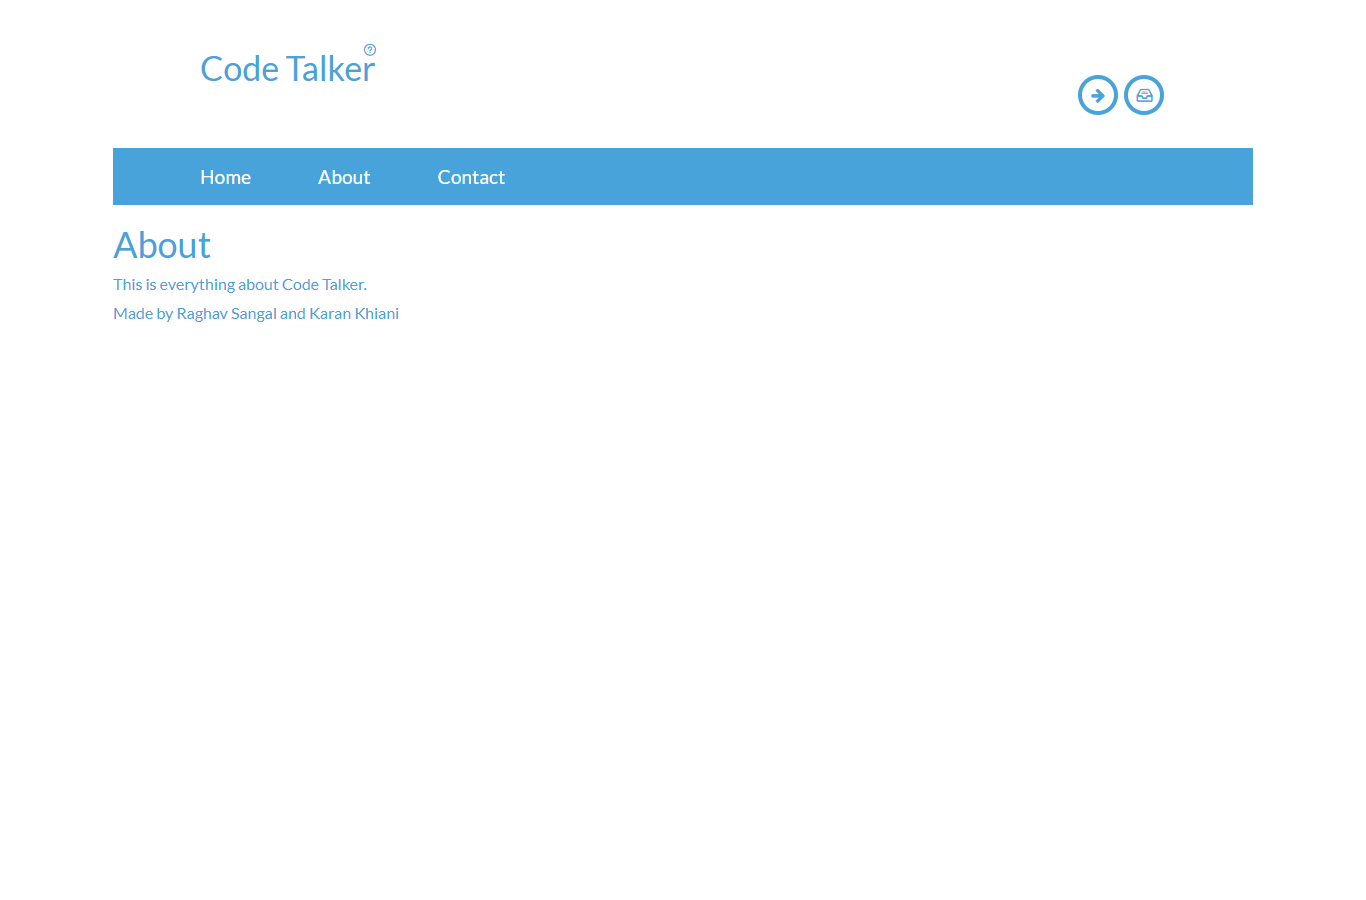 Code Talker
Home About Contact
About
This is everything about Code Talker.
Made by Raghav Sangal and Karan Khiani